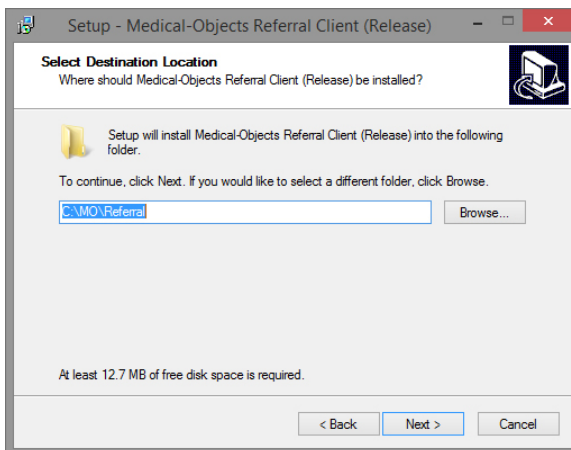 Setup - Medical-Objects Referral Client (Release)
Select Destination Location
Where should Medical-Objects Referral Client (Release) be installed?
Setup will install Medical-Objects Referral Client (Release) into the following
folder.
To continue, click Next. If you would like to select a different folder, click Browse.
C:\MO\Referral
Browse...
At least 12.7 MB of free disk space is required.
< Back
Next >
Cancel